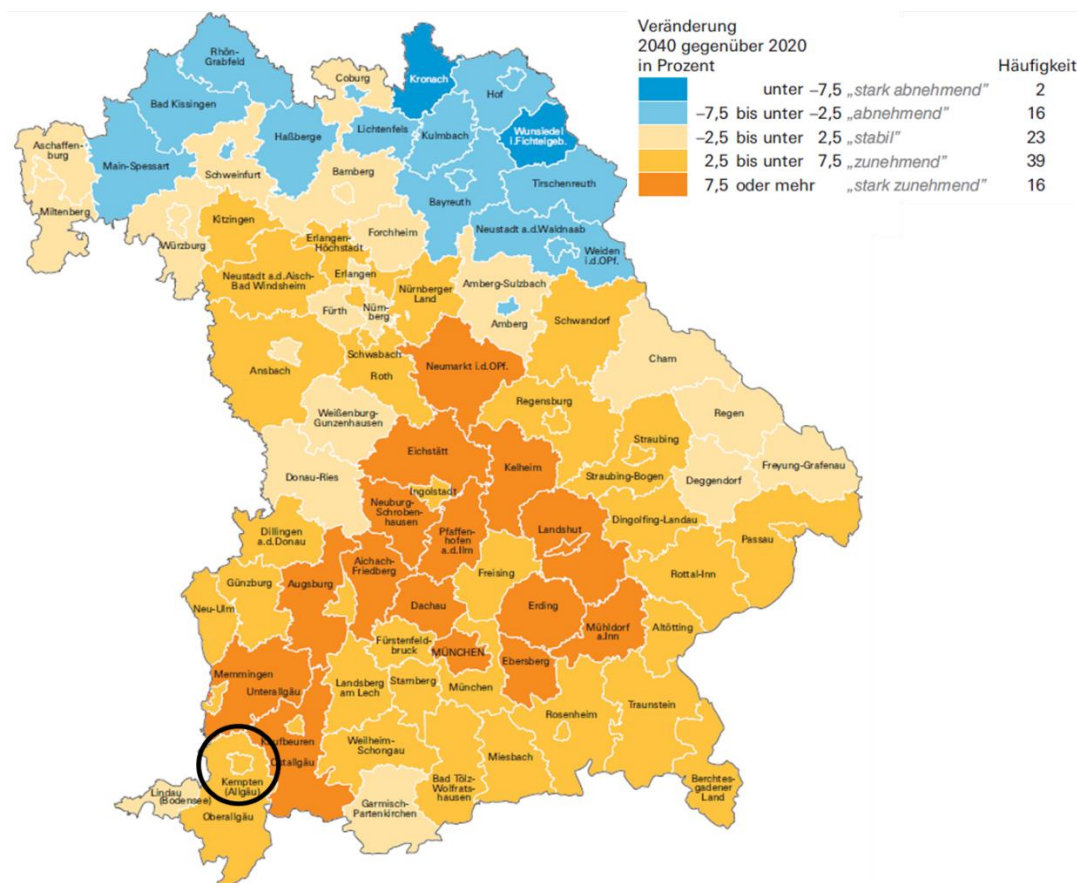 Veränderung
2040 gegenüber 2020
in Prozent
Häufigkeit
unter –7,5 „stark abnehmend” 2
–7,5 bis unter –2,5 „abnehmend” 16
–2,5 bis unter 2,5 „stabil” 23
2,5 bis unter 7,5 „zunehmend” 39
7,5 oder mehr „stark zunehmend” 16
Rhön-
Grabfeld
Coburg
Kronach
Hof
Bad Kissingen
Haßberge
Lichtenfels
Kulmbach
Wunsiedel
i.Fichtelgeb.
Aschaffen-
burg
Main-Spessart
Schweinfurt
Bamberg
Bayreuth
Tirschenreuth
Miltenberg
Würzburg
Kitzingen
Forchheim
Neustadt a.d.Waldnaab
Weiden
i.d.OPf.
Erlangen-
Höchstadt
Erlangen
Neustadt a.d.Aisch-
Bad Windsheim
Fürth
Nürn-
berg
Nürnberger
Land
Amberg-Sulzbach
Amberg
Schwandorf
Ansbach
Schwabach
Roth
Neumarkt i.d.OPf.
Cham
Weißenburg-
Gunzenhausen
Regensburg
Regen
Straubing
Eichstätt
Kelheim
Straubing-Bogen
Deggendorf
Freyung-Grafenau
Donau-Ries
Ingolstadt
Neuburg-
Schroben-
hausen
Pfaffen-
hofen
a.d.Ilm
Landshut
Dingolfing-Landau
Passau
Dillingen
a.d.Donau
Aichach-
Friedberg
Freising
Rottal-Inn
Günzburg
Augsburg
Neu-Ulm
Dachau
Erding
Mühldorf
a.Inn
Altötting
Fürstenfeld-
bruck
MÜNCHEN
Ebersberg
Memmingen
Unterallgäu
Landsberg
am Lech
Starnberg
München
Rosenheim
Traunstein
Kaufbeuren
Ostallgäu
Weilheim-
Schongau
Miesbach
Bad Tölz-
Wolfrats-
hausen
Berchtes-
gadener
Land
Kempten
(Allgäu)
Lindau
(Bodensee)
Oberallgäu
Garmisch-
Partenkirchen